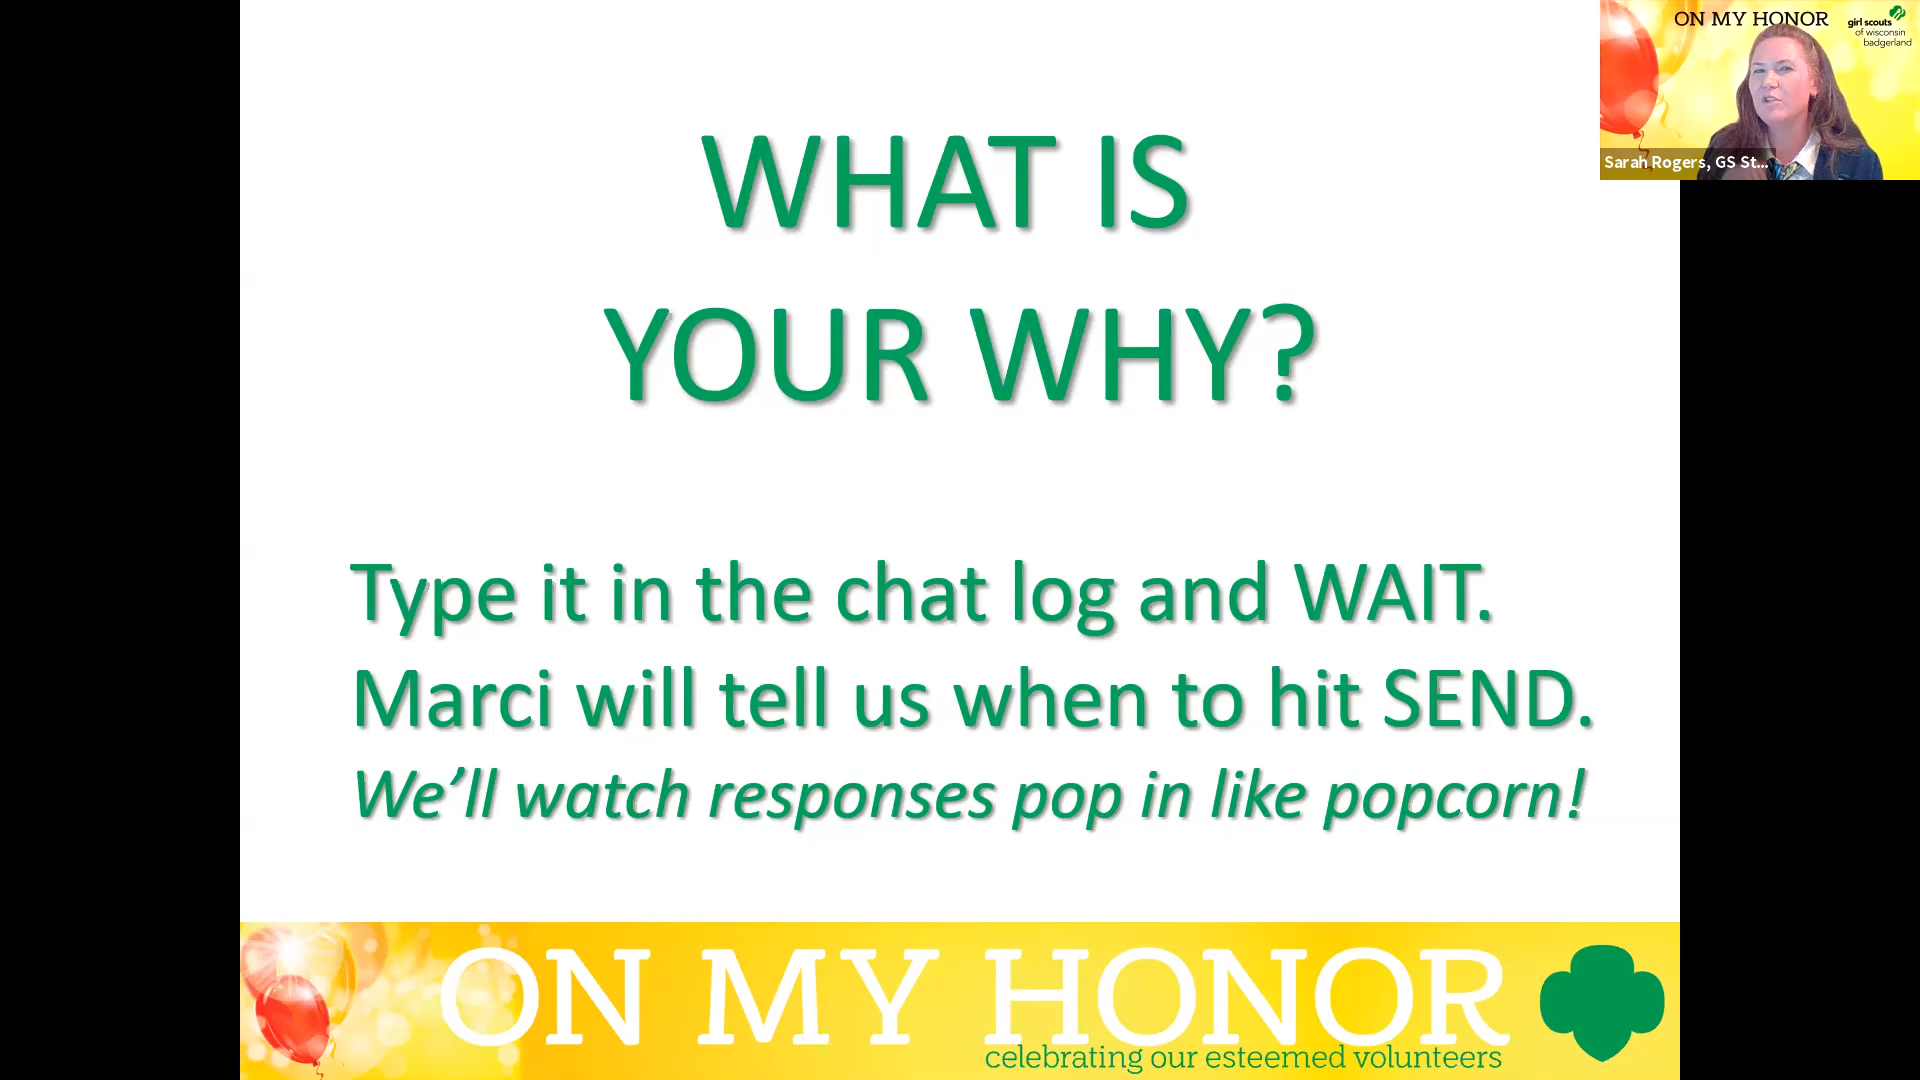 WHAT IS
YOUR WHY?
Type it in the chat log and WAIT.
Marci will tell us when to hit SEND.
We’ll watch responses pop in like popcorn!
ON MY HONOR
celebrating our esteemed volunteers
ON MY HONOR
girl scouts
of wisconsin
badgerland
Sarah Rogers, GS St...